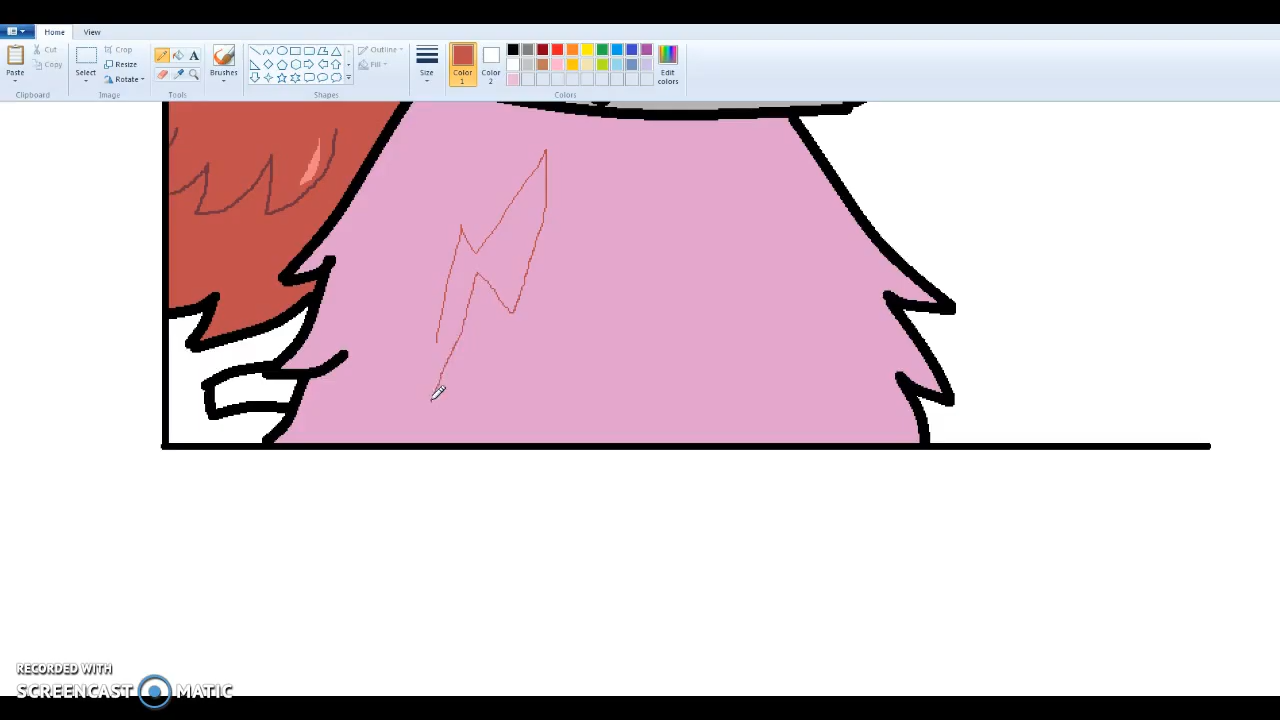 Home View
Cut
Copy
Paste
Clipboard
Select
Crop
Resize
Rotate
Image
A
Tools
Brushes
Outline
Fill
Shapes
Size
Color
1
Color
2
Edit
colors
Colors
RECORDED WITH
SCREENCAST MATIC